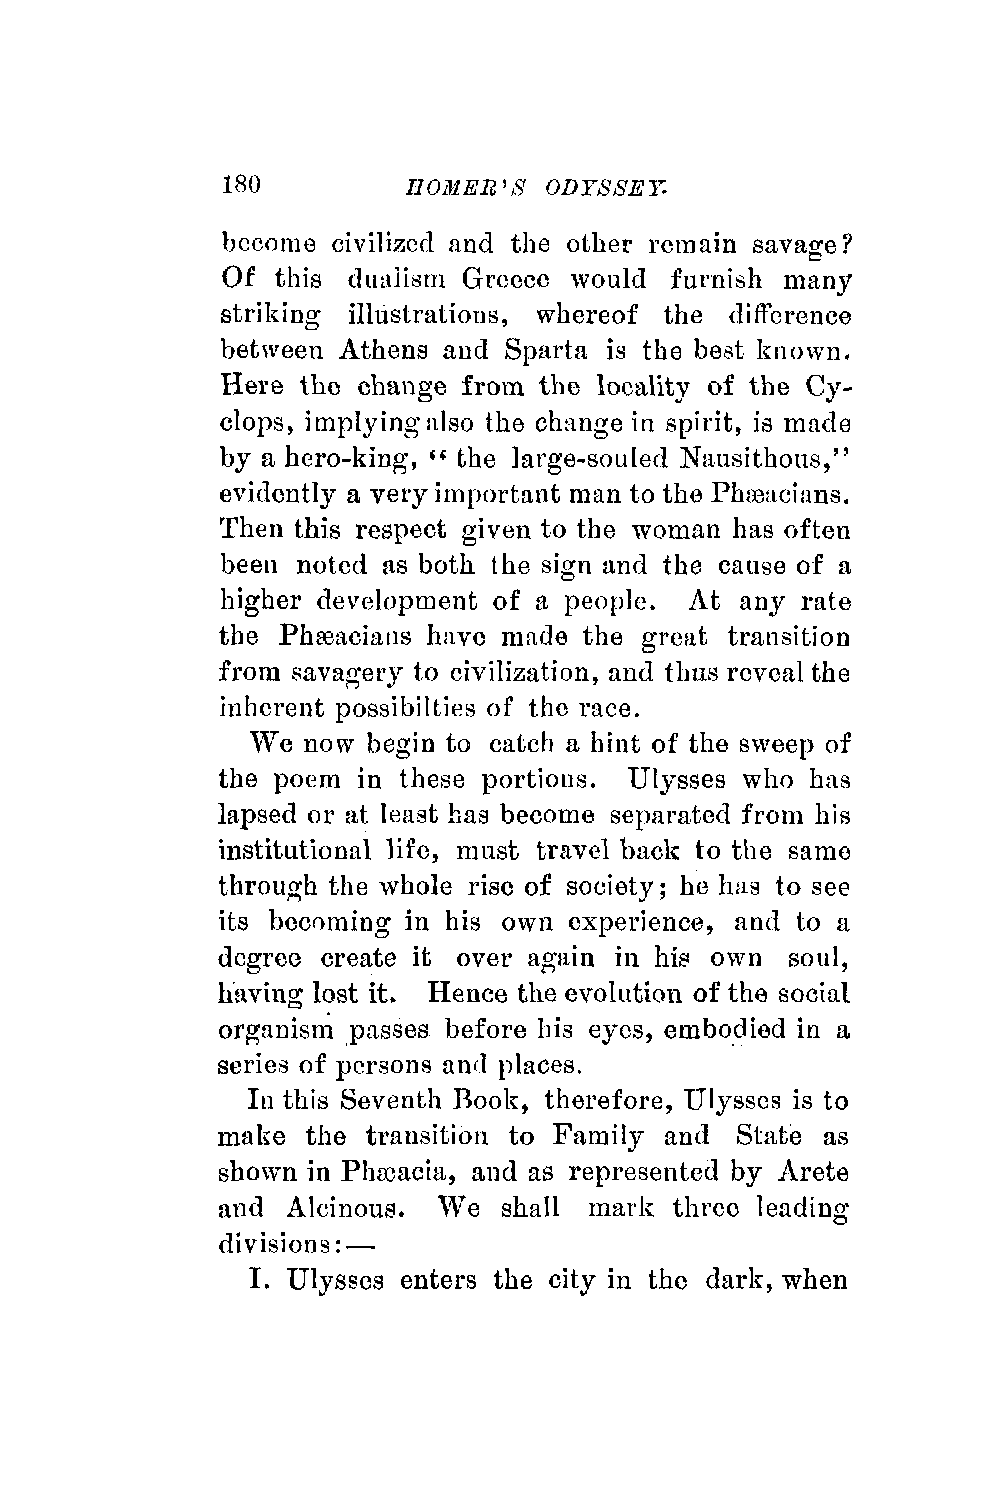 180 HOMER'S ODYSSEY.
become civilized and the other remain savage?
Of this dualism Greece would furnish many
striking illustrations, whereof the difference
between Athens and Sparta is the best known.
Here the change from the locality of the Cy-
clops, implying also the change in spirit, is made
by a hero-king, “ the large-souled Nausithous,”
evidently a very important man to the Phæacians.
Then this respect given to the woman has often
been noted as both the sign and the cause of a
higher development of a people. At any rate
the Phæacians have made the great transition
from savagery to civilization, and thus reveal the
inherent possibilties of the race.
We now begin to catch a hint of the sweep of
the poem in these portions. Ulysses who has
lapsed or at least has become separated from his
institutional life, must travel back to the same
through the whole rise of society; he has to see
its becoming in his own experience, and to a
degree create it over again in his own soul,
having lost it. Hence the evolution of the social
organism passes before his eyes, embodied in a
series of persons and places.
In this Seventh Book, therefore, Ulysses is to
make the transition to Family and State as
shown in Phæacia, and as represented by Arete
and Alcinous. We shall mark three leading
divisions:—
I. Ulysses enters the city in the dark, when